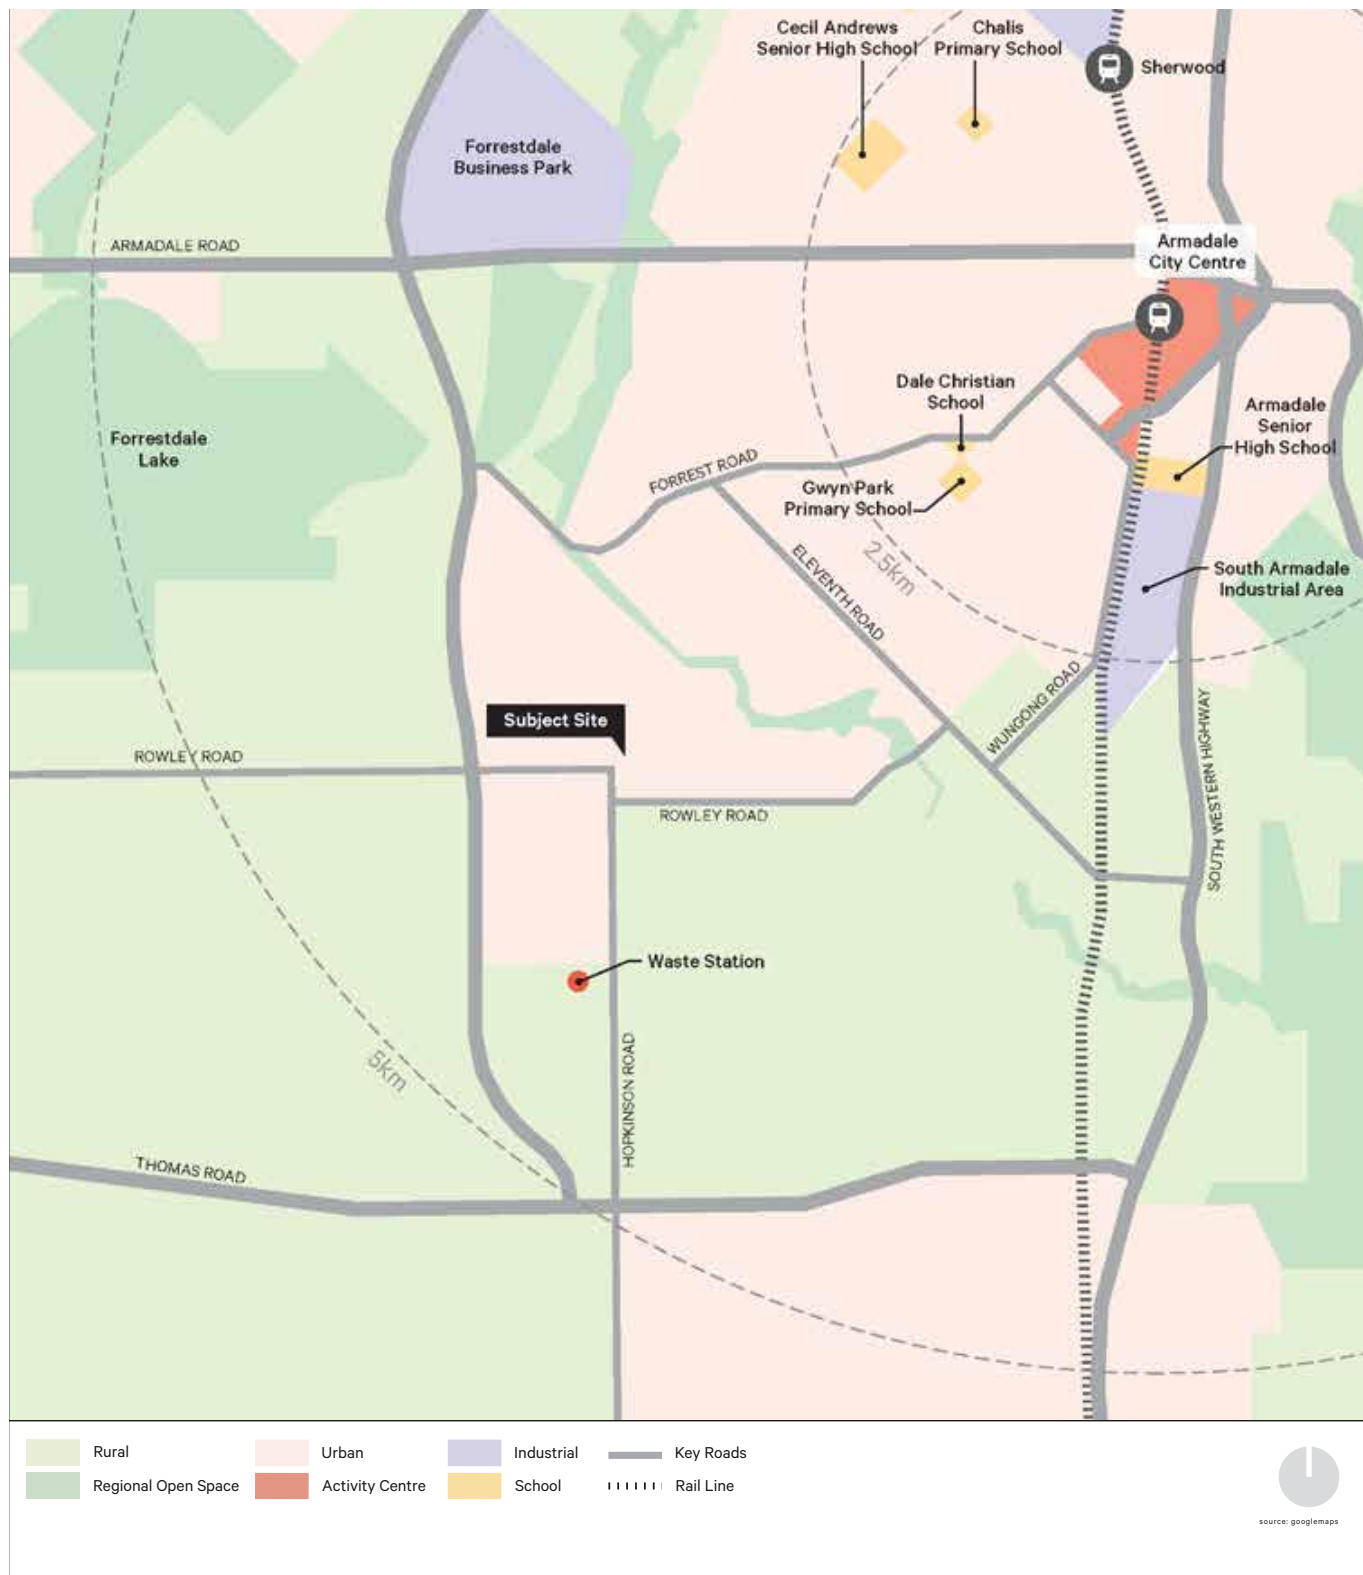 Cecil Andrews
Senior High School
Chalis
Primary School
Sherwood
Forrestdale
Business Park
ARMADALE ROAD
Armadale
City Centre
Dale Christian
School
Armadale
Senior
High School
Forrestdale
Lake
FORREST ROAD
Gwyn Park
Primary School
2.5km
ELEVENTH ROAD
South Armadale
Industrial Area
WUNGONG ROAD
SOUTH WESTERN HIGHWAY
Subject Site
ROWLEY ROAD
ROWLEY ROAD
Waste Station
5km
HOPKINSON ROAD
THOMAS ROAD
Rural
Urban
Industrial
Key Roads
Regional Open Space
Activity Centre
School
Rail Line
source: googlemaps